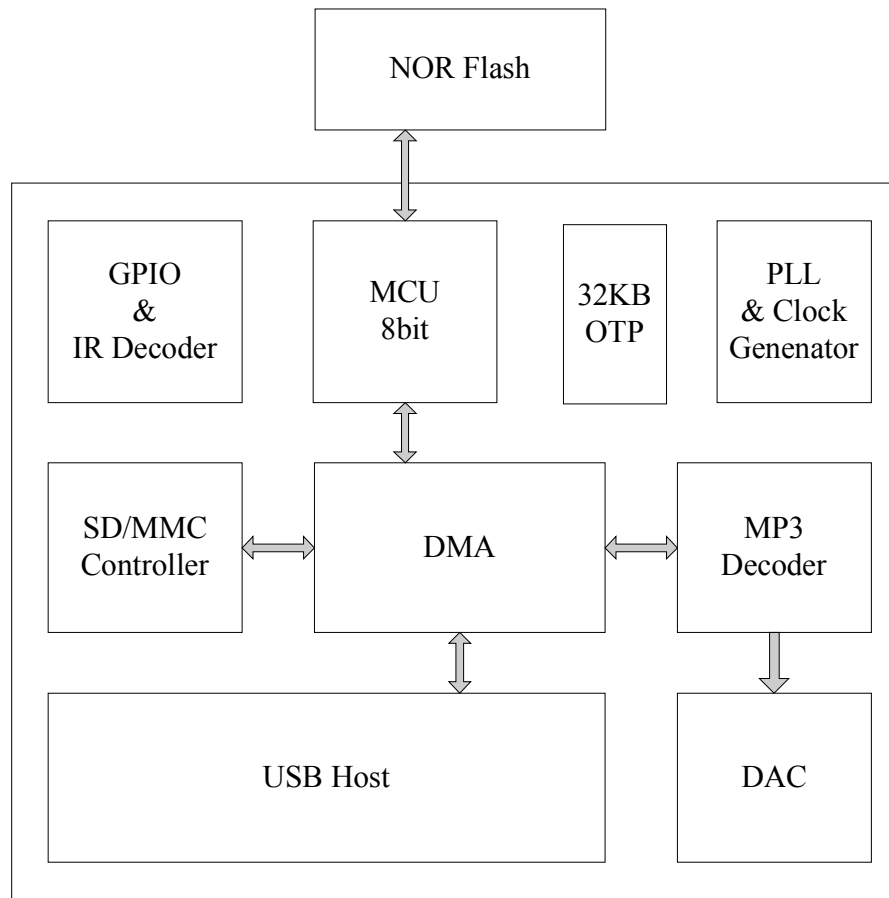 NOR Flash
GPIO
&
IR Decoder
MCU
8bit
32KB
OTP
PLL
& Clock
Genenator
SD/MMC
Controller
DMA
MP3
Decoder
USB Host
DAC